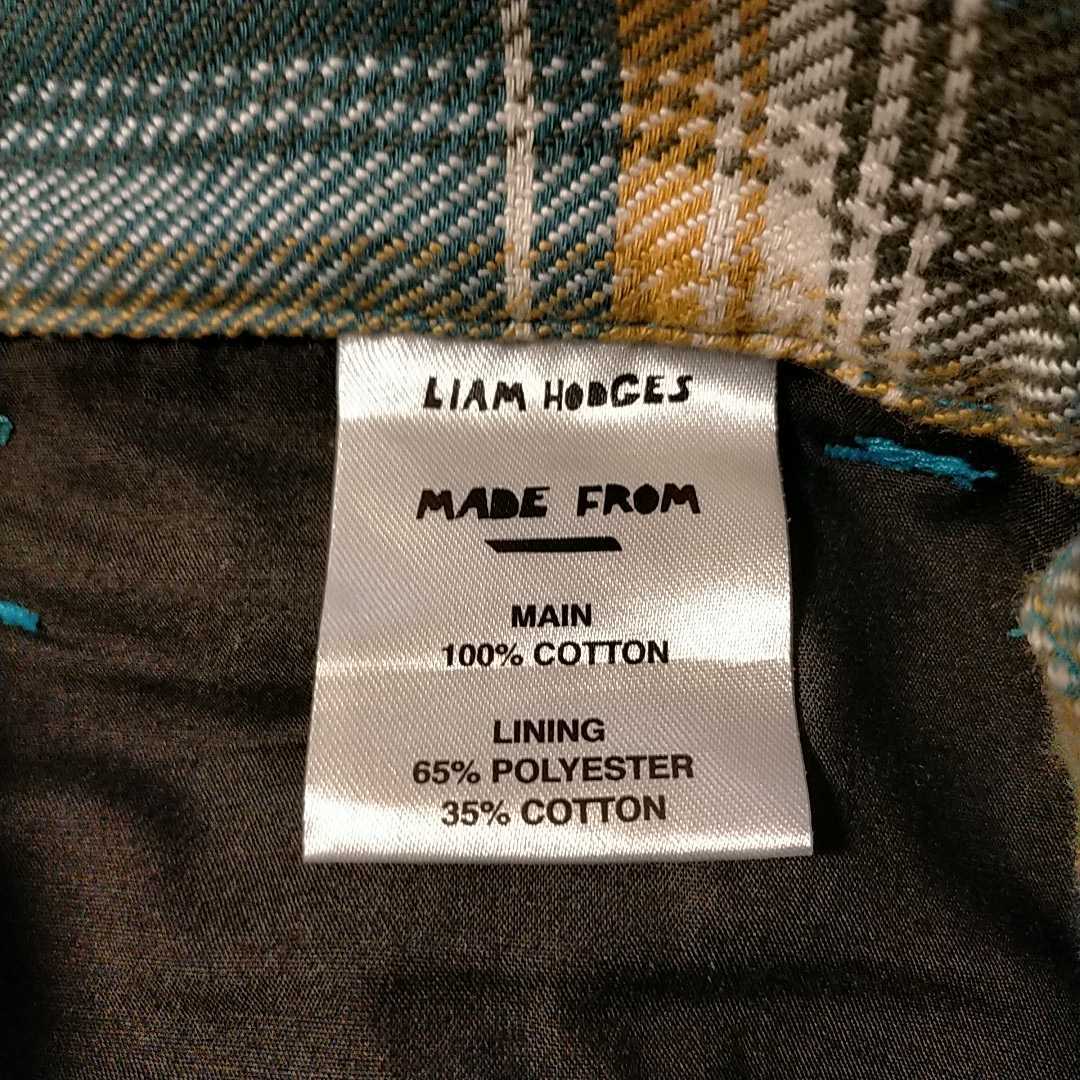 LIAM HODGES
MADE FROM
MAIN
100% COTTON
LINING
65% POLYESTER
35% COTTON